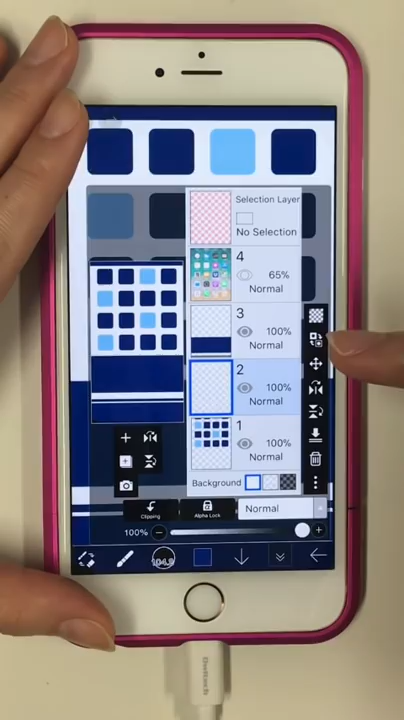 Selection Layer
No Selection
4
65%
Normal
3
100%
Normal
2
100%
Normal
1
100%
Normal
Background
Clipping
Alpha Lock
Normal
100%